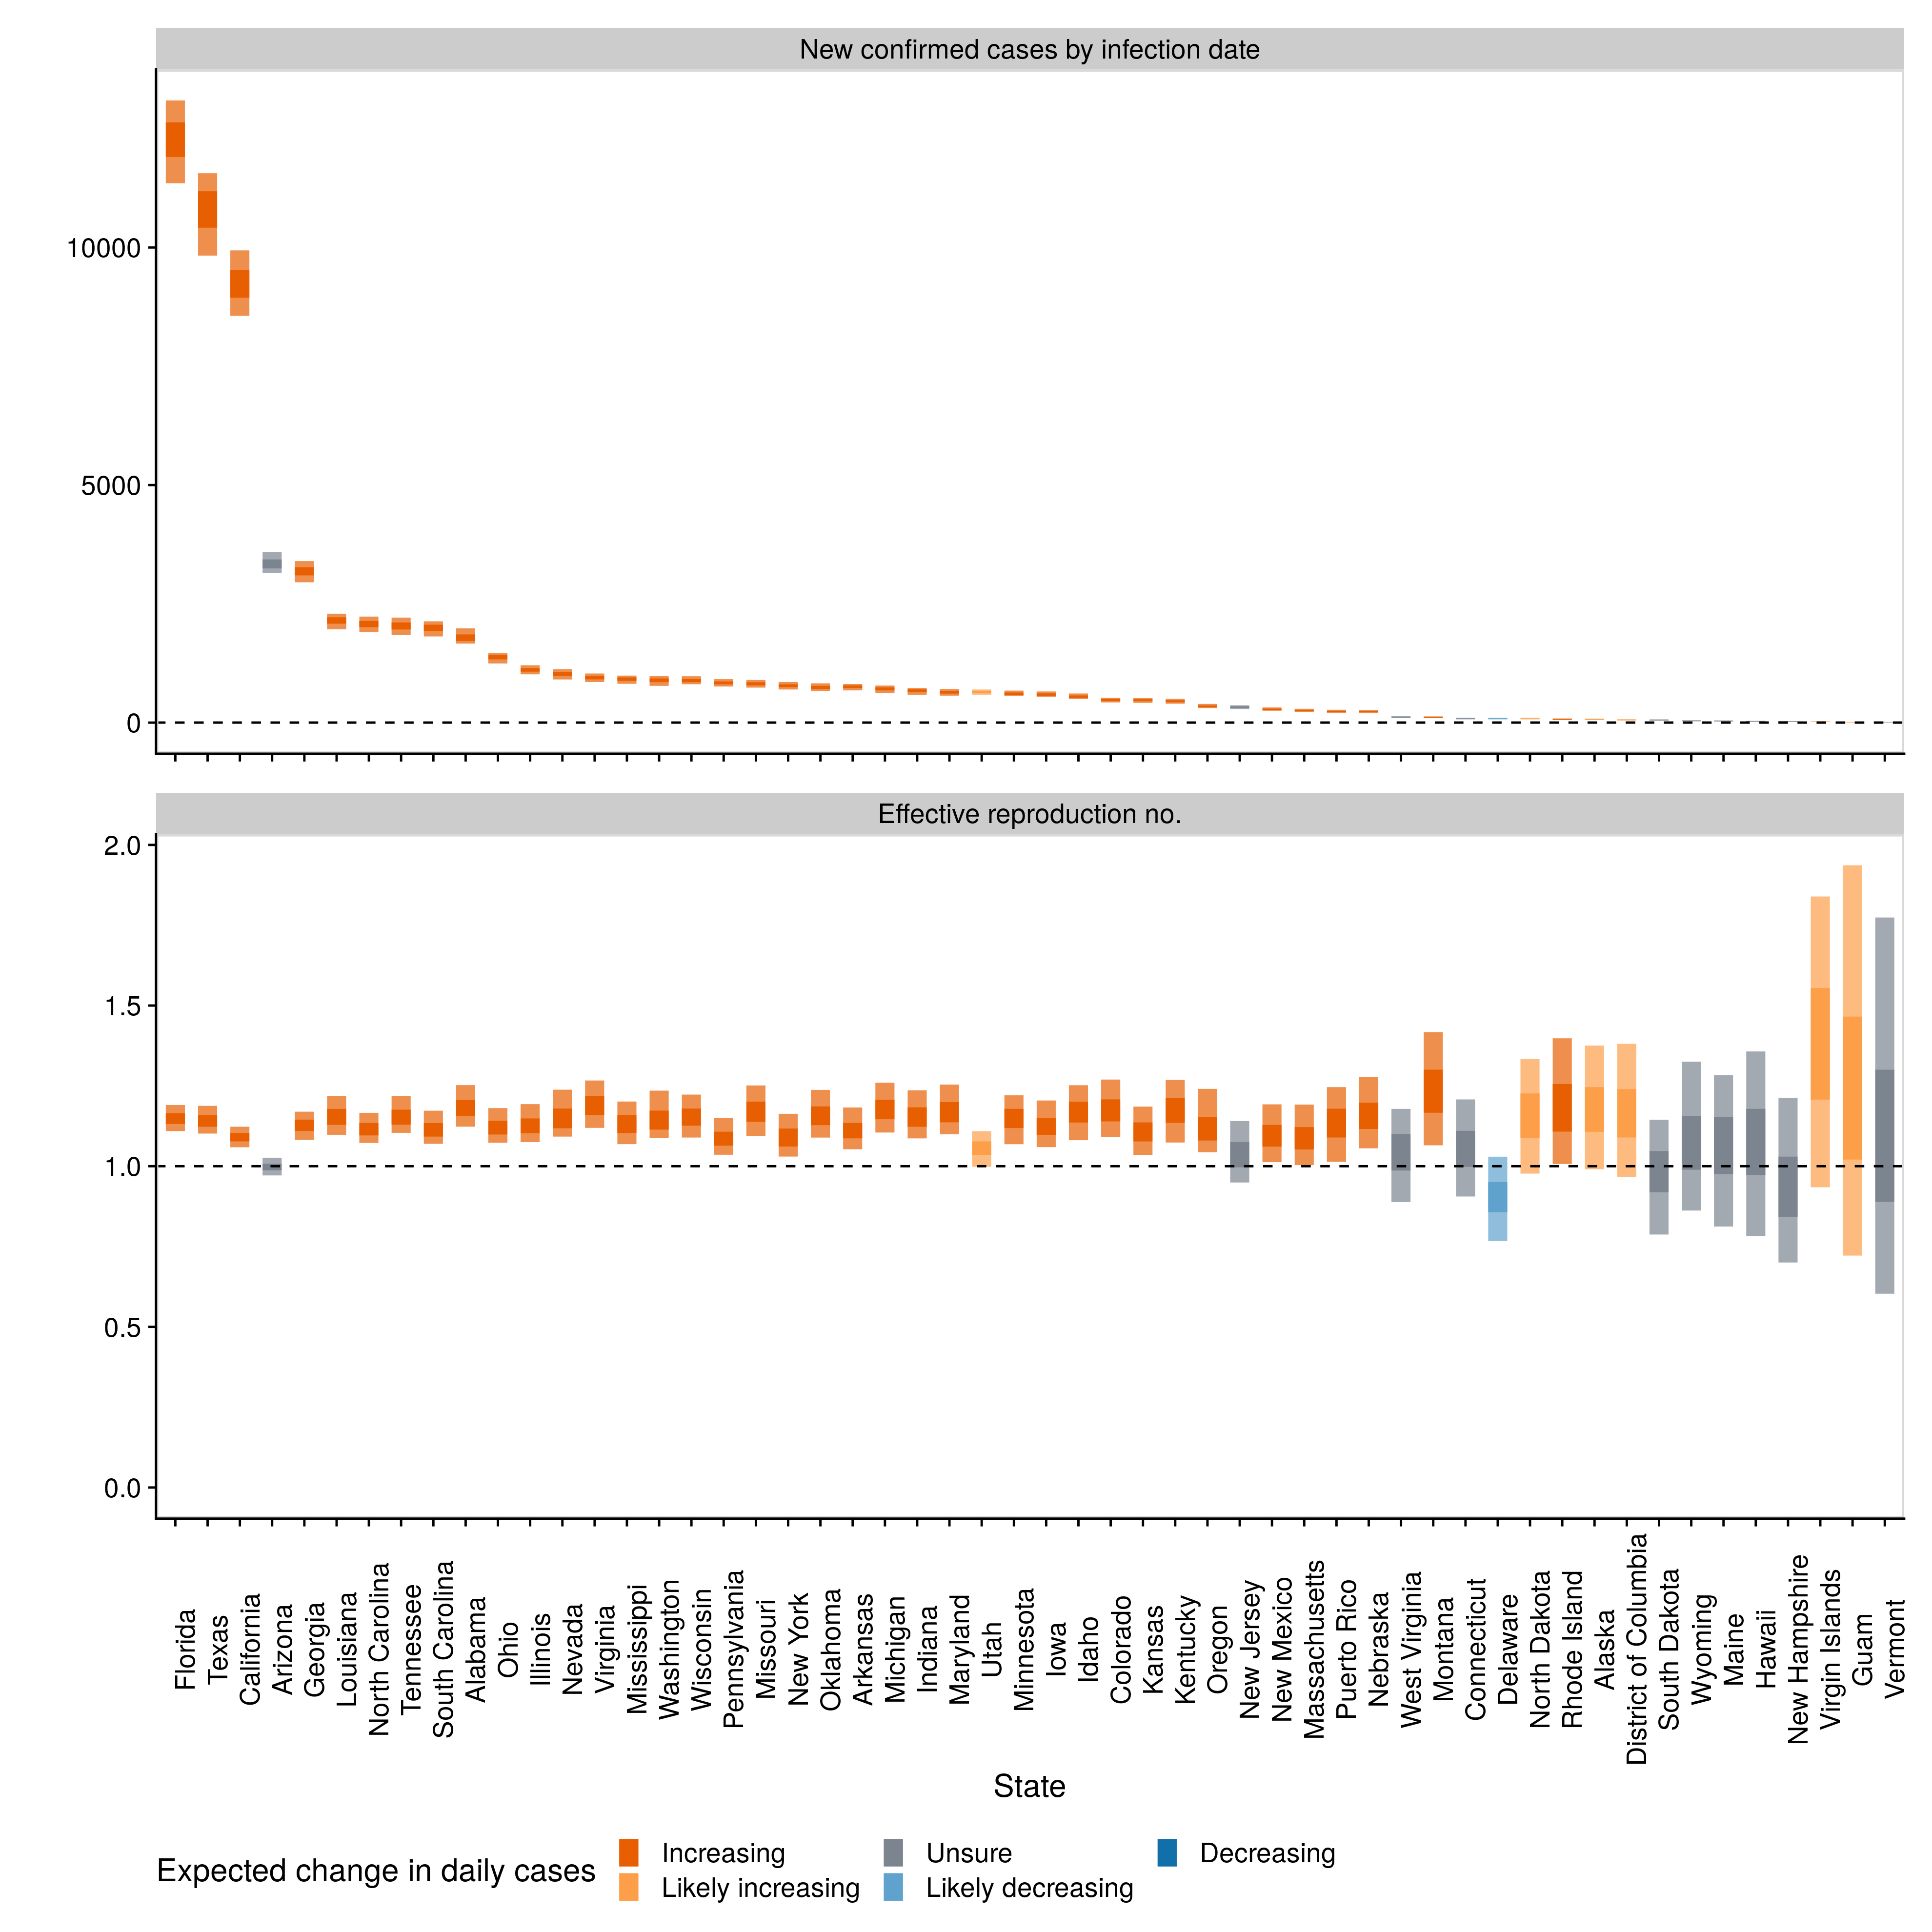 New confirmed cases by infection date
10000
5000
0
Effective reproduction no.
2.0
1.5
1.0
0.5
0.0
Florida
Texas
California
Arizona
Georgia
Louisiana
North Carolina
Tennessee
South Carolina
Alabama
Ohio
Illinois
Nevada
Virginia
Mississippi
Washington
Wisconsin
Pennsylvania
Missouri
New York
Oklahoma
Arkansas
Michigan
Indiana
Maryland
Utah
Minnesota
Iowa
Idaho
Colorado
Kansas
Kentucky
Oregon
New Jersey
New Mexico
Massachusetts
Puerto Rico
Nebraska
West Virginia
Montana
Connecticut
Delaware
North Dakota
Rhode Island
Alaska
District of Columbia
South Dakota
Wyoming
Maine
Hawaii
New Hampshire
Virgin Islands
Guam
Vermont
State
Expected change in daily cases
Increasing
Likely increasing
Unsure
Likely decreasing
Decreasing